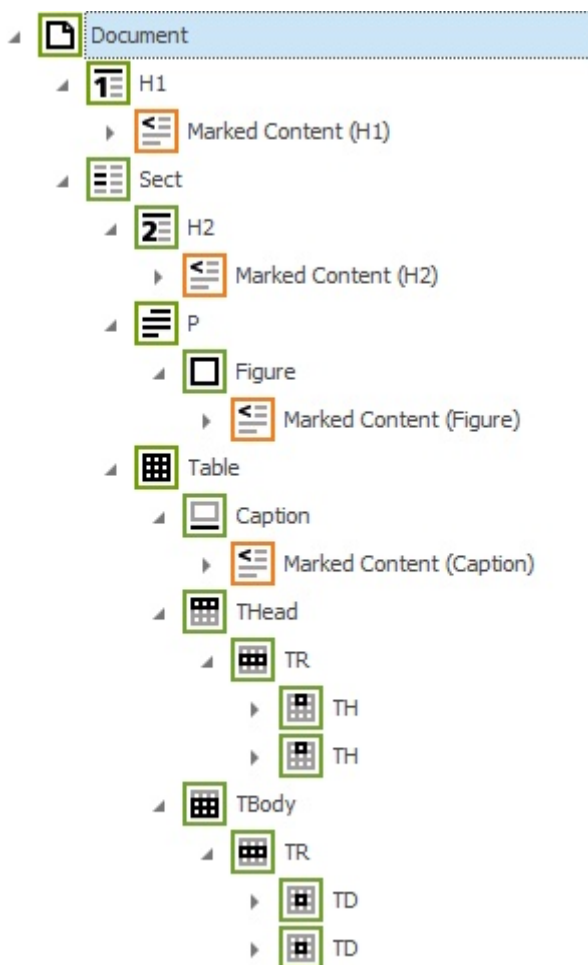 Document
H1
Marked Content (H1)
Sect
H2
Marked Content (H2)
P
Figure
Marked Content (Figure)
Table
Caption
Marked Content (Caption)
THead
TR
TH
TH
TBody
TR
TD
TD